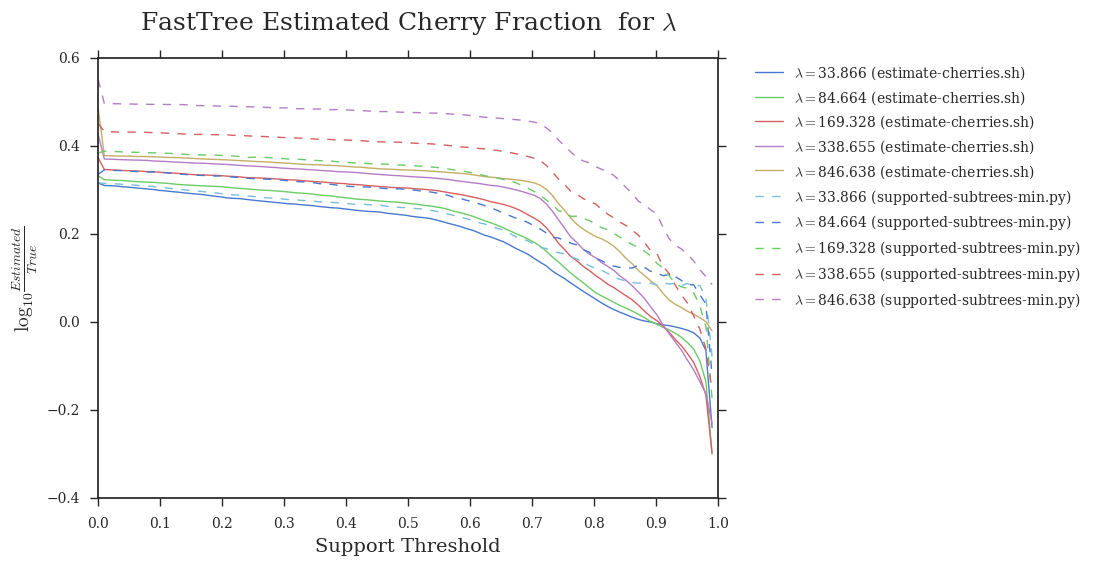 FastTree Estimated Cherry Fraction for λ
log10 Estimated/True
0.6
0.4
0.2
0.0
−0.2
−0.4
0.0 0.1 0.2 0.3 0.4 0.5 0.6 0.7 0.8 0.9 1.0
Support Threshold
λ = 33.866 (estimate-cherries.sh)
λ = 84.664 (estimate-cherries.sh)
λ = 169.328 (estimate-cherries.sh)
λ = 338.655 (estimate-cherries.sh)
λ = 846.638 (estimate-cherries.sh)
λ = 33.866 (supported-subtrees-min.py)
λ = 84.664 (supported-subtrees-min.py)
λ = 169.328 (supported-subtrees-min.py)
λ = 338.655 (supported-subtrees-min.py)
λ = 846.638 (supported-subtrees-min.py)